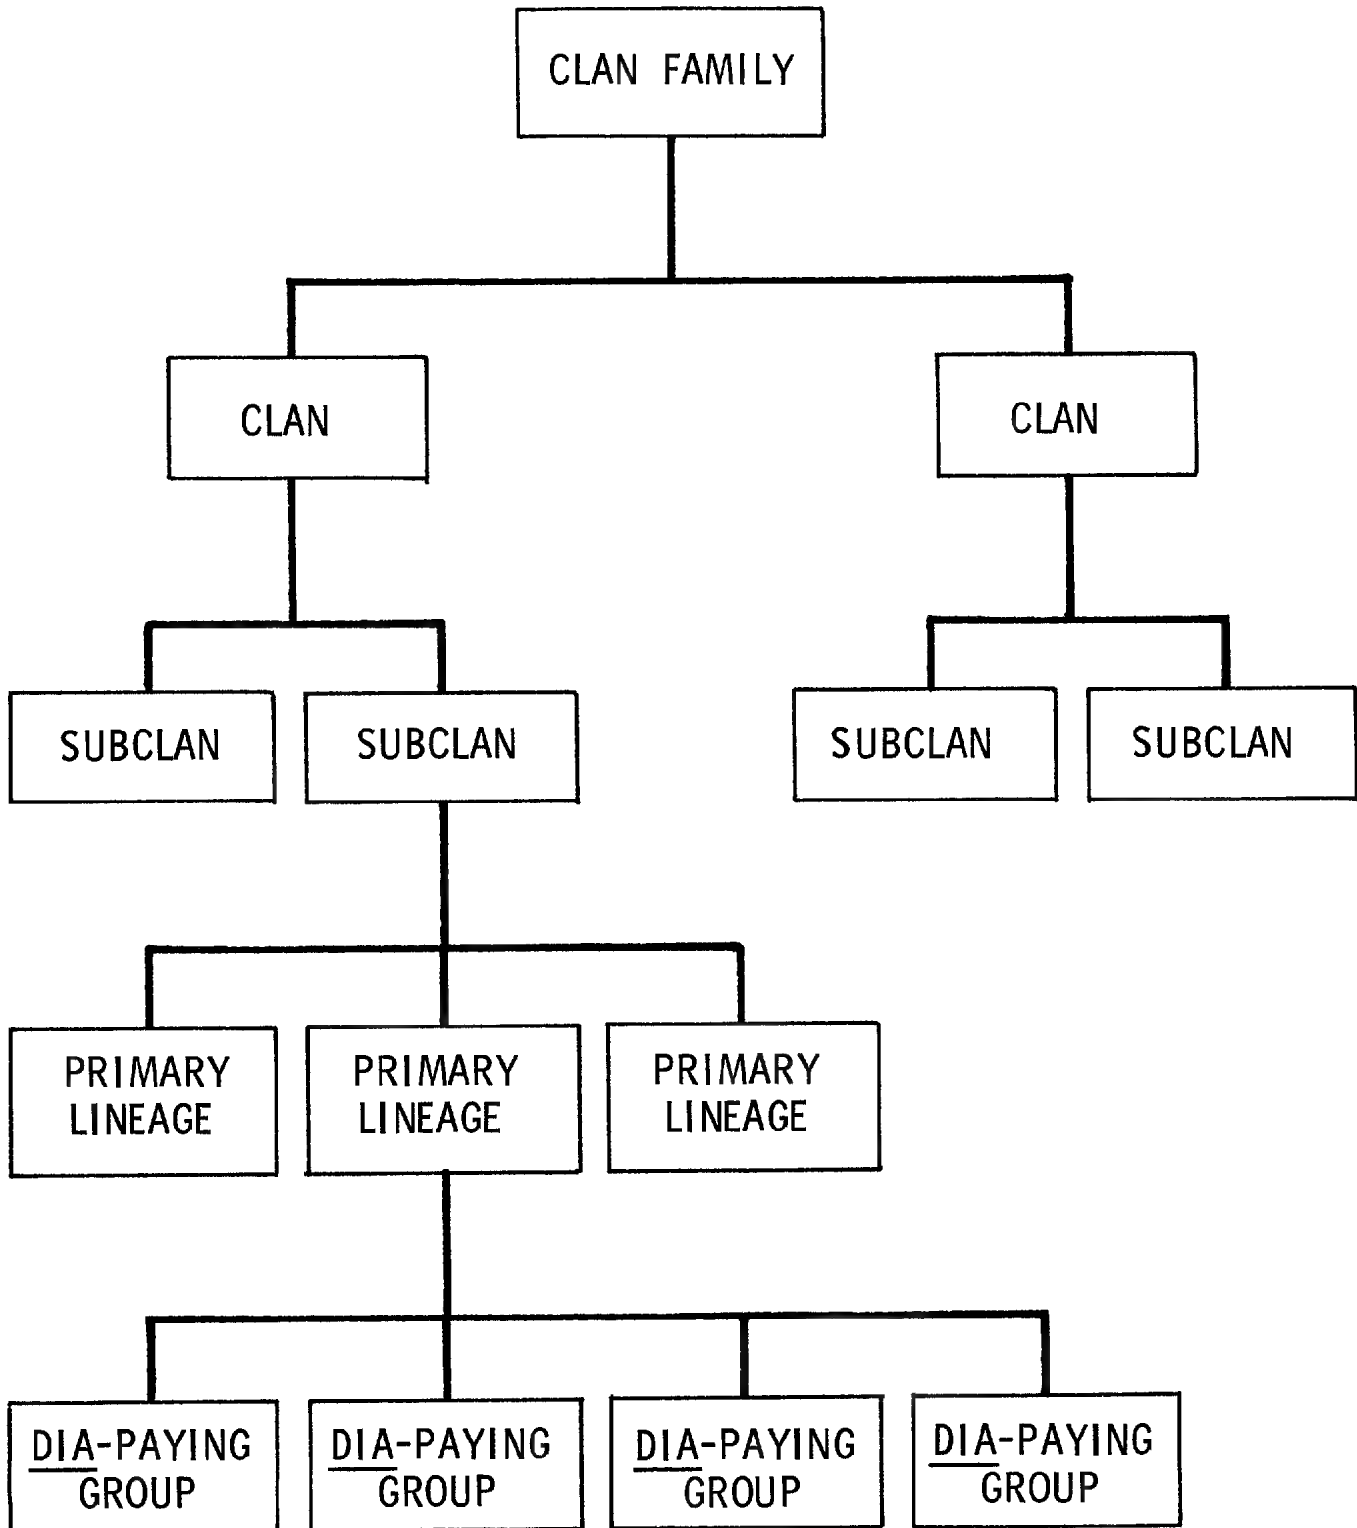 CLAN FAMILY
CLAN
CLAN
SUBCLAN
SUBCLAN
SUBCLAN
SUBCLAN
PRIMARY
LINEAGE
PRIMARY
LINEAGE
PRIMARY
LINEAGE
DIA-PAYING
GROUP
DIA-PAYING
GROUP
DIA-PAYING
GROUP
DIA-PAYING
GROUP